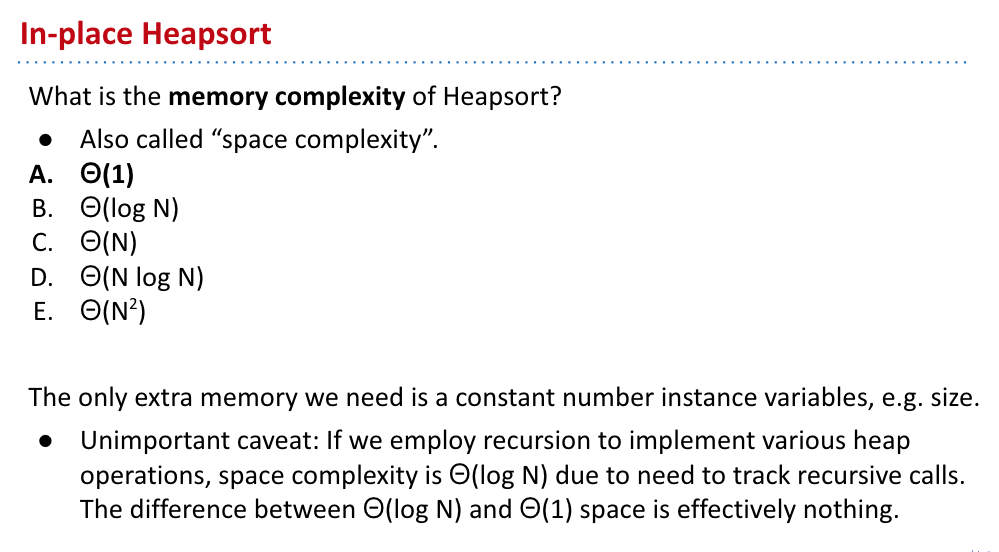 In-place Heapsort
What is the memory complexity of Heapsort?
● Also called “space complexity”.
A. Θ(1)
B. Θ(log N)
C. Θ(N)
D. Θ(N log N)
E. Θ(N²)
The only extra memory we need is a constant number instance variables, e.g. size.
● Unimportant caveat: If we employ recursion to implement various heap
operations, space complexity is Θ(log N) due to need to track recursive calls.
The difference between Θ(log N) and Θ(1) space is effectively nothing.